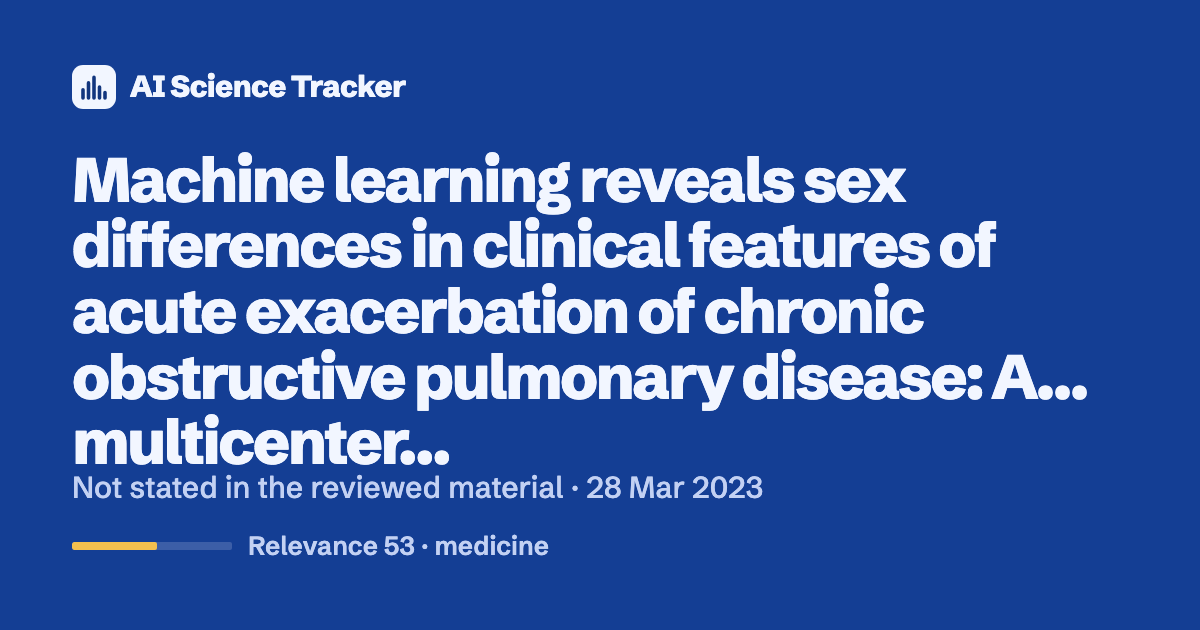 AI Science Tracker
Machine learning reveals sex
differences in clinical features of
acute exacerbation of chronic
obstructive pulmonary disease: A...
multicenter...
Not stated in the reviewed material · 28 Mar 2023
Relevance 53 · medicine